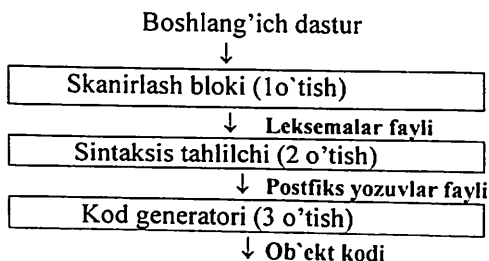 Boshlang'ich dastur
Skanirlash bloki (1o`tish)
Leksemalar fayli
Sintaksis tahlilchi (2 o'tish)
Postfiks yozuvlar fayli
Kod generatori (3 o'tish)
Ob`ekt kodi